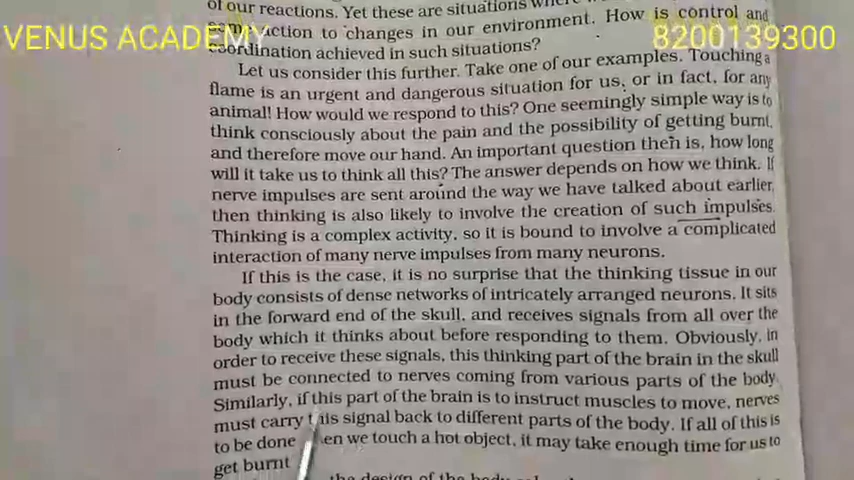 of our reactions. Yet these are situations where
some reaction to changes in our environment. How is control and
VENUS ACADEMY
8200139300
coordination achieved in such situations?
Let us consider this further. Take one of our examples. Touching a
flame is an urgent and dangerous situation for us, or in fact, for any
animal! How would we respond to this? One seemingly simple way is to
think consciously about the pain and the possibility of getting burnt,
and therefore move our hand. An important question then is, how long
will it take us to think all this? The answer depends on how we think. If
nerve impulses are sent around the way we have talked about earlier,
then thinking is also likely to involve the creation of such impulses.
Thinking is a complex activity, so it is bound to involve a complicated
interaction of many nerve impulses from many neurons.
If this is the case, it is no surprise that the thinking tissue in our
body consists of dense networks of intricately arranged neurons. It sits
in the forward end of the skull, and receives signals from all over the
body which it thinks about before responding to them. Obviously, in
order to receive these signals, this thinking part of the brain in the skull
must be connected to nerves coming from various parts of the body.
Similarly, if this part of the brain is to instruct muscles to move, nerves
must carry this signal back to different parts of the body. If all of this is
to be done when we touch a hot object, it may take enough time for us to
get burnt
the design of the body